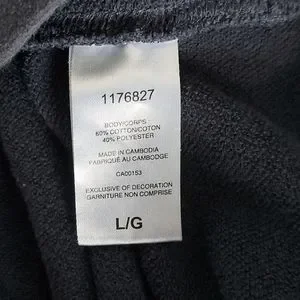 1176827
BODY/CORPS :
60% COTTON/COTON
40% POLYESTER
MADE IN CAMBODIA
FABRIQUÉ AU CAMBODGE
CA00153
EXCLUSIVE OF DECORATION
GARNITURE NON COMPRISE
L/G